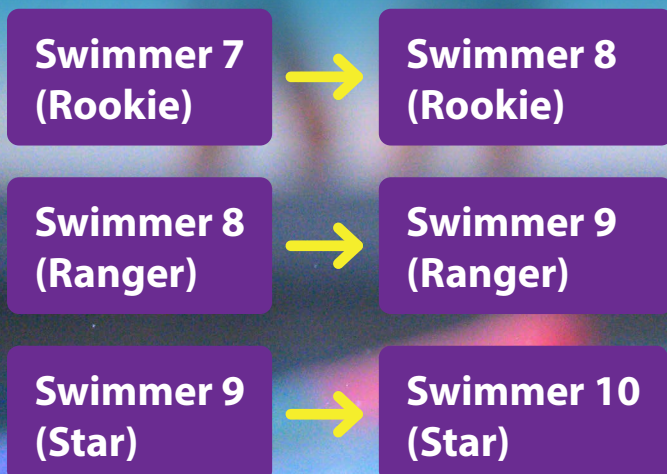 Swimmer 7
(Rookie)
Swimmer 8
(Rookie)
Swimmer 8
(Ranger)
Swimmer 9
(Ranger)
Swimmer 9
(Star)
Swimmer 10
(Star)